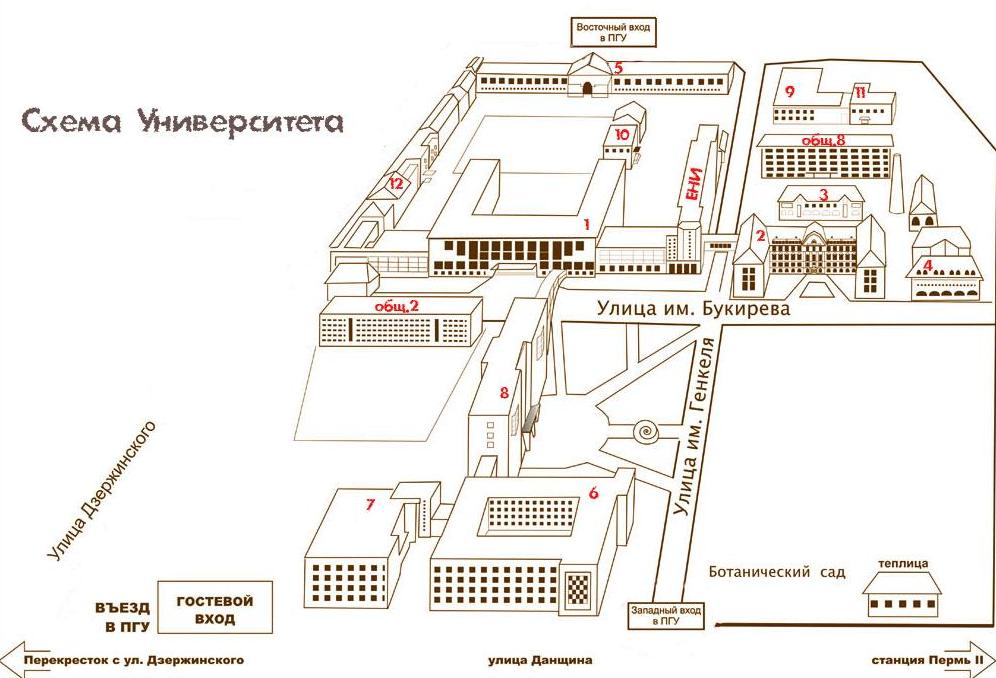 Восточный вход
в ПГУ
Схема Университета
5
9
11
10
общ.8
12
ЕНИ
3
1
2
4
общ.2
Улица им. Букирева
8
Улица им. Генкеля
Улица Дзержинского
7
6
Ботанический сад
теплица
ВЪЕЗД
В ПГУ
ГОСТЕВОЙ
ВХОД
Западный вход
в ПГУ
Перекресток с ул. Дзержинского
улица Данщина
станция Пермь II